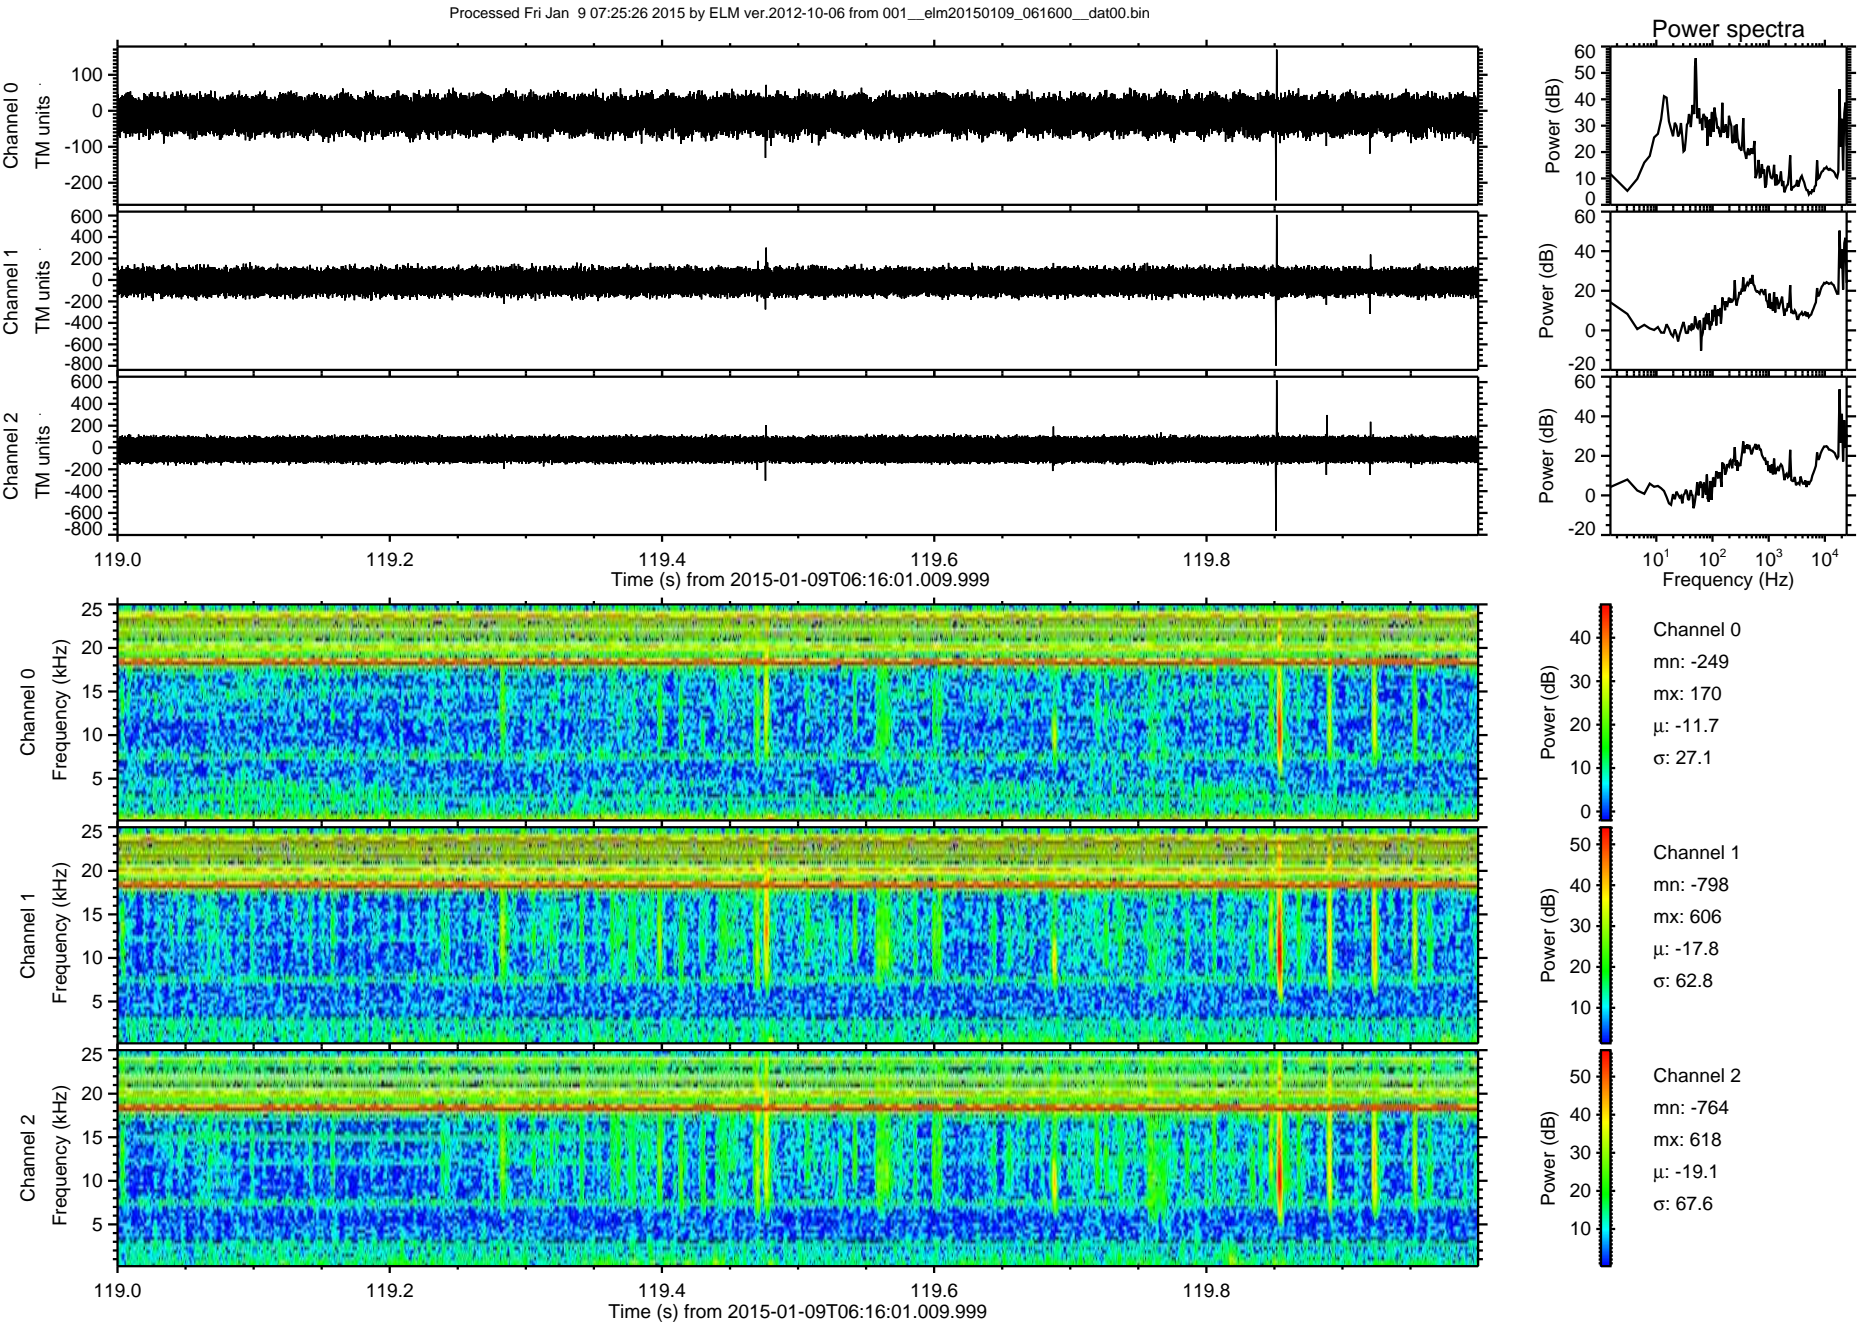 Processed Fri Jan  9 07:25:26 2015 by ELM ver.2012-10-06 from 001__elm20150109_061600__dat00.bin
Power spectra
Channel 0
TM units
100
0
-100
-200
Power (dB)
60
50
40
30
20
10
0
Channel 1
TM units
600
400
200
0
-200
-400
-600
-800
Power (dB)
60
40
20
0
-20
Channel 2
TM units
600
400
200
0
-200
-400
-600
-800
Power (dB)
60
40
20
0
-20
119.0 119.2 119.4 119.6 119.8
Time (s) from 2015-01-09T06:16:01.009.999
10¹ 10² 10³ 10⁴
Frequency (Hz)
Channel 0
Frequency (kHz)
25
20
15
10
5
Power (dB)
40
30
20
10
0
Channel 0
mn: -249
mx: 170
μ: -11.7
σ: 27.1
Channel 1
Frequency (kHz)
25
20
15
10
5
Power (dB)
50
40
30
20
10
Channel 1
mn: -798
mx: 606
μ: -17.8
σ: 62.8
Channel 2
Frequency (kHz)
25
20
15
10
5
Power (dB)
50
40
30
20
10
Channel 2
mn: -764
mx: 618
μ: -19.1
σ: 67.6
119.0 119.2 119.4 119.6 119.8
Time (s) from 2015-01-09T06:16:01.009.999